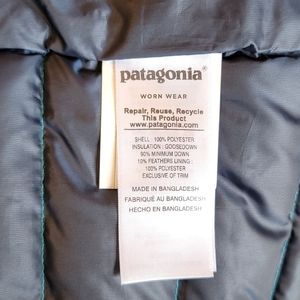 patagonia®
WORN WEAR
Repair, Reuse, Recycle
This Product
www.patagonia.com
SHELL : 100% POLYESTER
INSULATION : GOOSEDOWN
90% MINIMUM DOWN
10% FEATHERS LINING :
100% POLYESTER
EXCLUSIVE OF TRIM
MADE IN BANGLADESH
FABRIQUÉ AU BANGLADESH
HECHO EN BANGLADESH